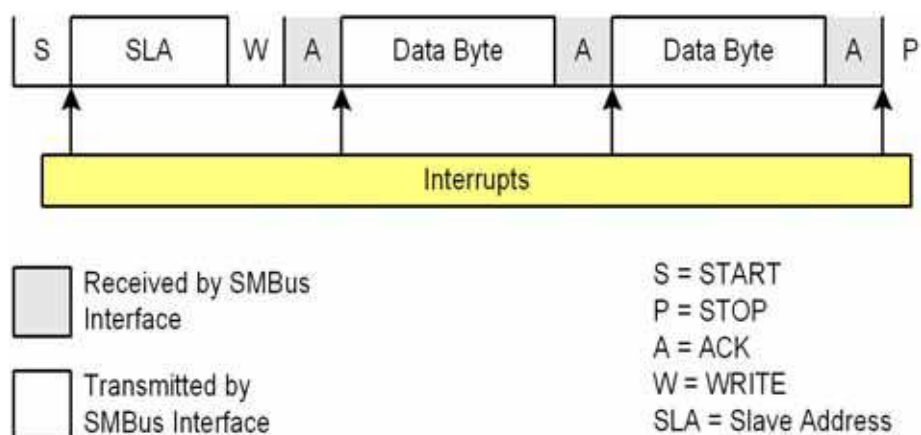 S SLA W A Data Byte A Data Byte A P
Interrupts
Received by SMBus
Interface
Transmitted by
SMBus Interface
S = START
P = STOP
A = ACK
W = WRITE
SLA = Slave Address